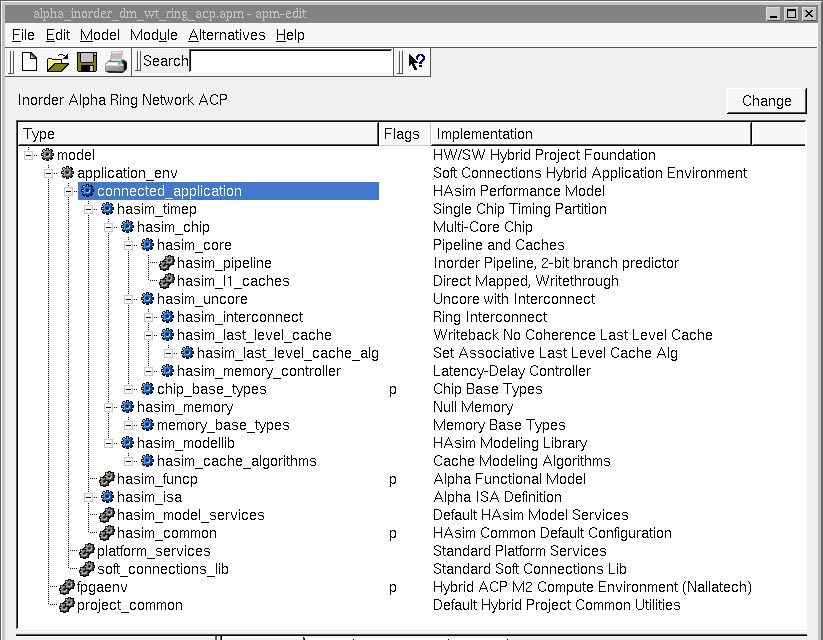 alpha_inorder_dm_wt_ring_acp.apm - apm-edit
File Edit Model Module Alternatives Help
Search
Inorder Alpha Ring Network ACP Change
Type Flags Implementation
model HW/SW Hybrid Project Foundation
application_env Soft Connections Hybrid Application Environment
connected_application HAsim Performance Model
hasim_timep Single Chip Timing Partition
hasim_chip Multi-Core Chip
hasim_core Pipeline and Caches
hasim_pipeline Inorder Pipeline, 2-bit branch predictor
hasim_l1_caches Direct Mapped, Writethrough
hasim_uncore Uncore with Interconnect
hasim_interconnect Ring Interconnect
hasim_last_level_cache Writeback No Coherence Last Level Cache
hasim_last_level_cache_alg Set Associative Last Level Cache Alg
hasim_memory_controller Latency-Delay Controller
chip_base_types p Chip Base Types
hasim_memory Null Memory
memory_base_types Memory Base Types
hasim_modellib HAsim Modeling Library
hasim_cache_algorithms Cache Modeling Algorithms
hasim_funcp p Alpha Functional Model
hasim_isa Alpha ISA Definition
hasim_model_services Default HAsim Model Services
hasim_common p HAsim Common Default Configuration
platform_services Standard Platform Services
soft_connections_lib Standard Soft Connections Lib
fpgaenv p Hybrid ACP M2 Compute Environment (Nallatech)
project_common Default Hybrid Project Common Utilities